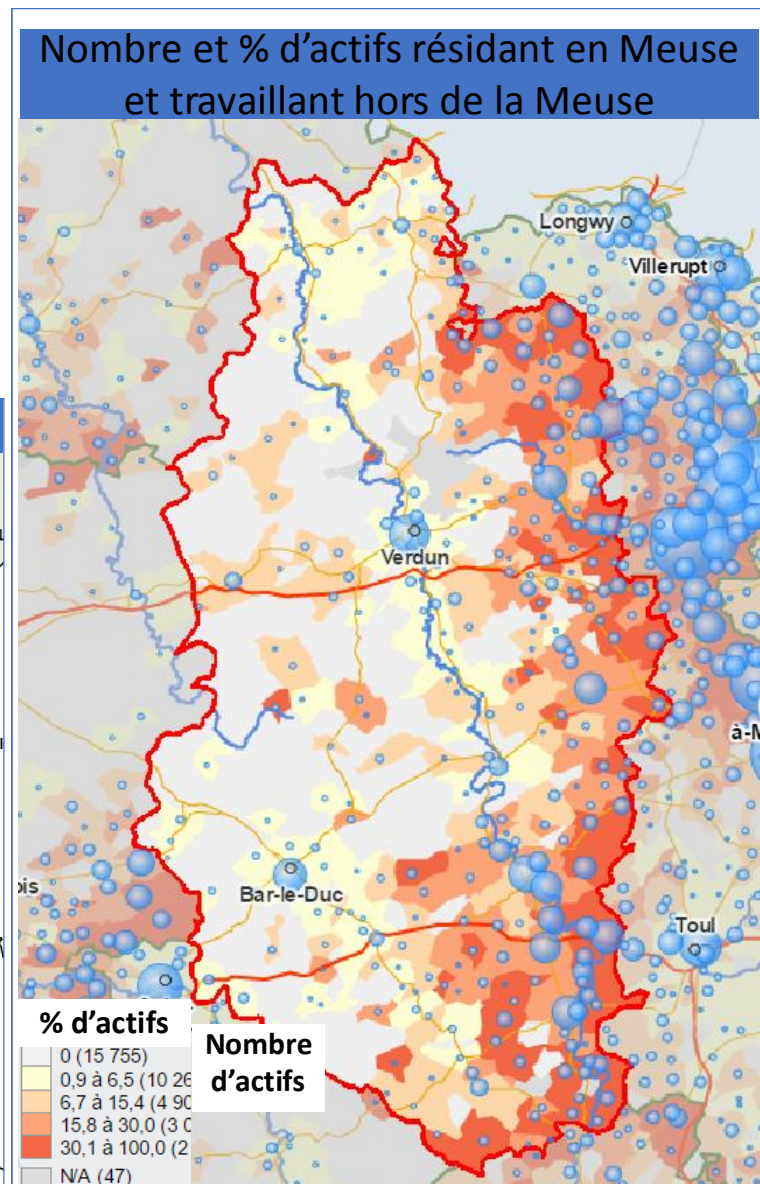 Nombre et % d’actifs résidant en Meuse
et travaillant hors de la Meuse
Longwy
Villerupt
Verdun
à-M
Bar-le-Duc
Toul
% d’actifs
Nombre
d’actifs
0 (15 755)
0,9 à 6,5 (10 26
6,7 à 15,4 (4 90
15,8 à 30,0 (3 0
30,1 à 100,0 (2
N/A (47)